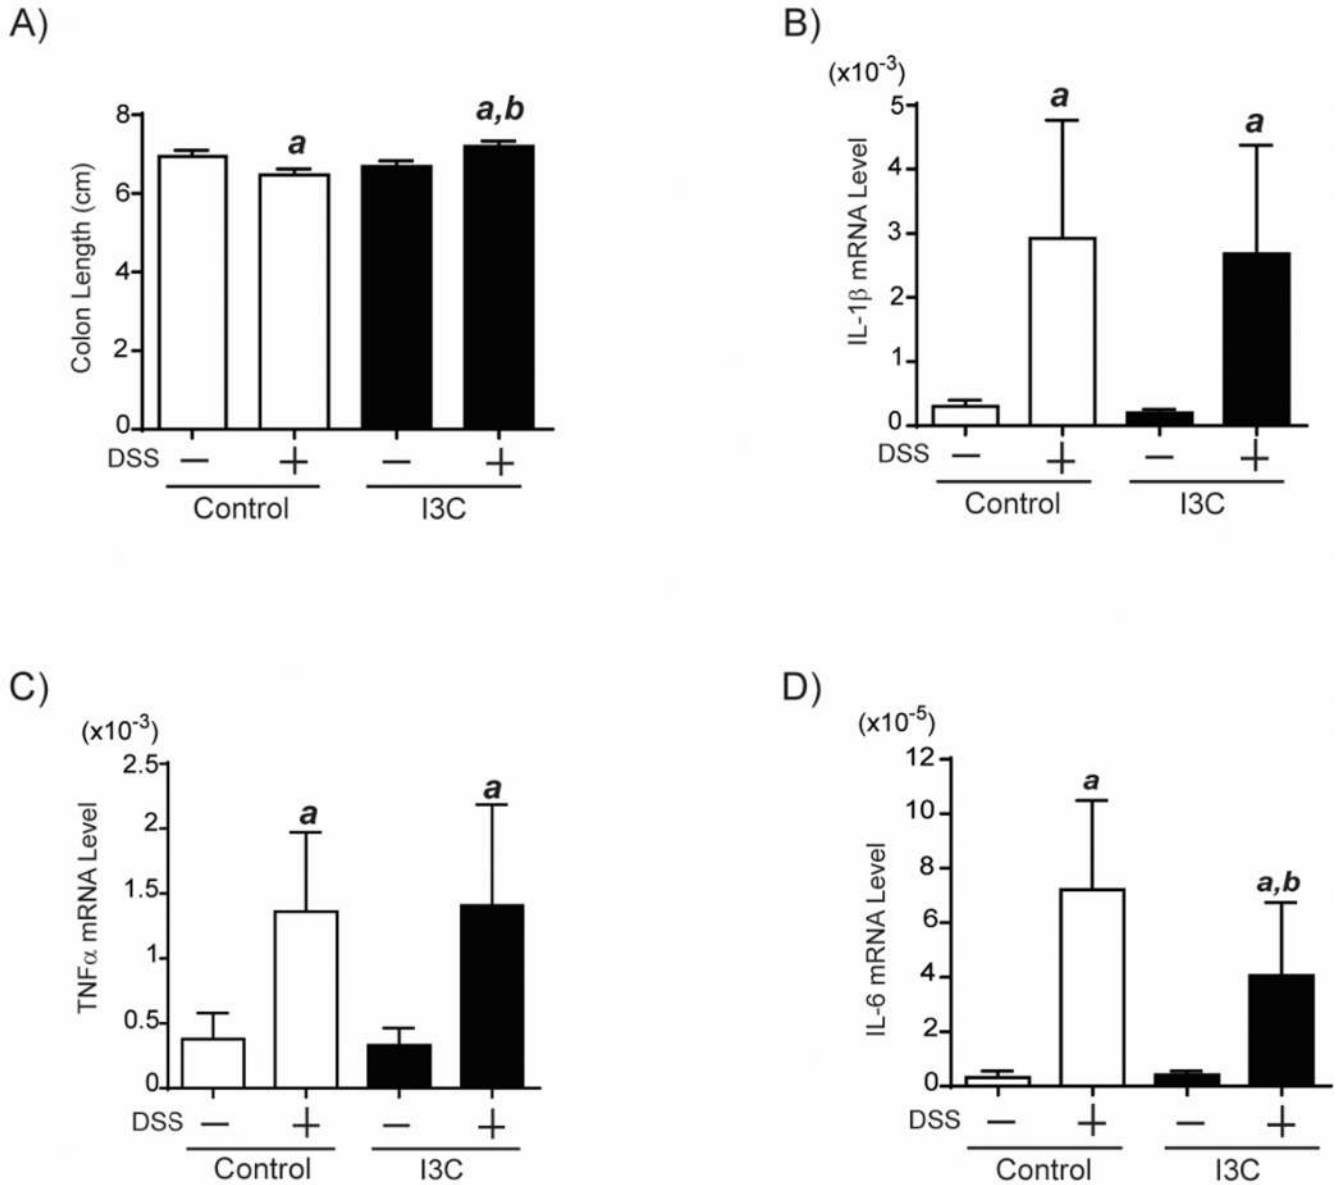 A)
Colon Length (cm)
8
6
4
2
0
a
a,b
DSS — + — +
Control I3C
B)
(x10-3)
IL-1β mRNA Level
5
4
3
2
1
0
a
a
DSS — + — +
Control I3C
C)
(x10-3)
TNFα mRNA Level
2.5
2
1.5
1
0.5
0
a
a
DSS — + — +
Control I3C
D)
(x10-5)
IL-6 mRNA Level
12
10
8
6
4
2
0
a
a,b
DSS — + — +
Control I3C